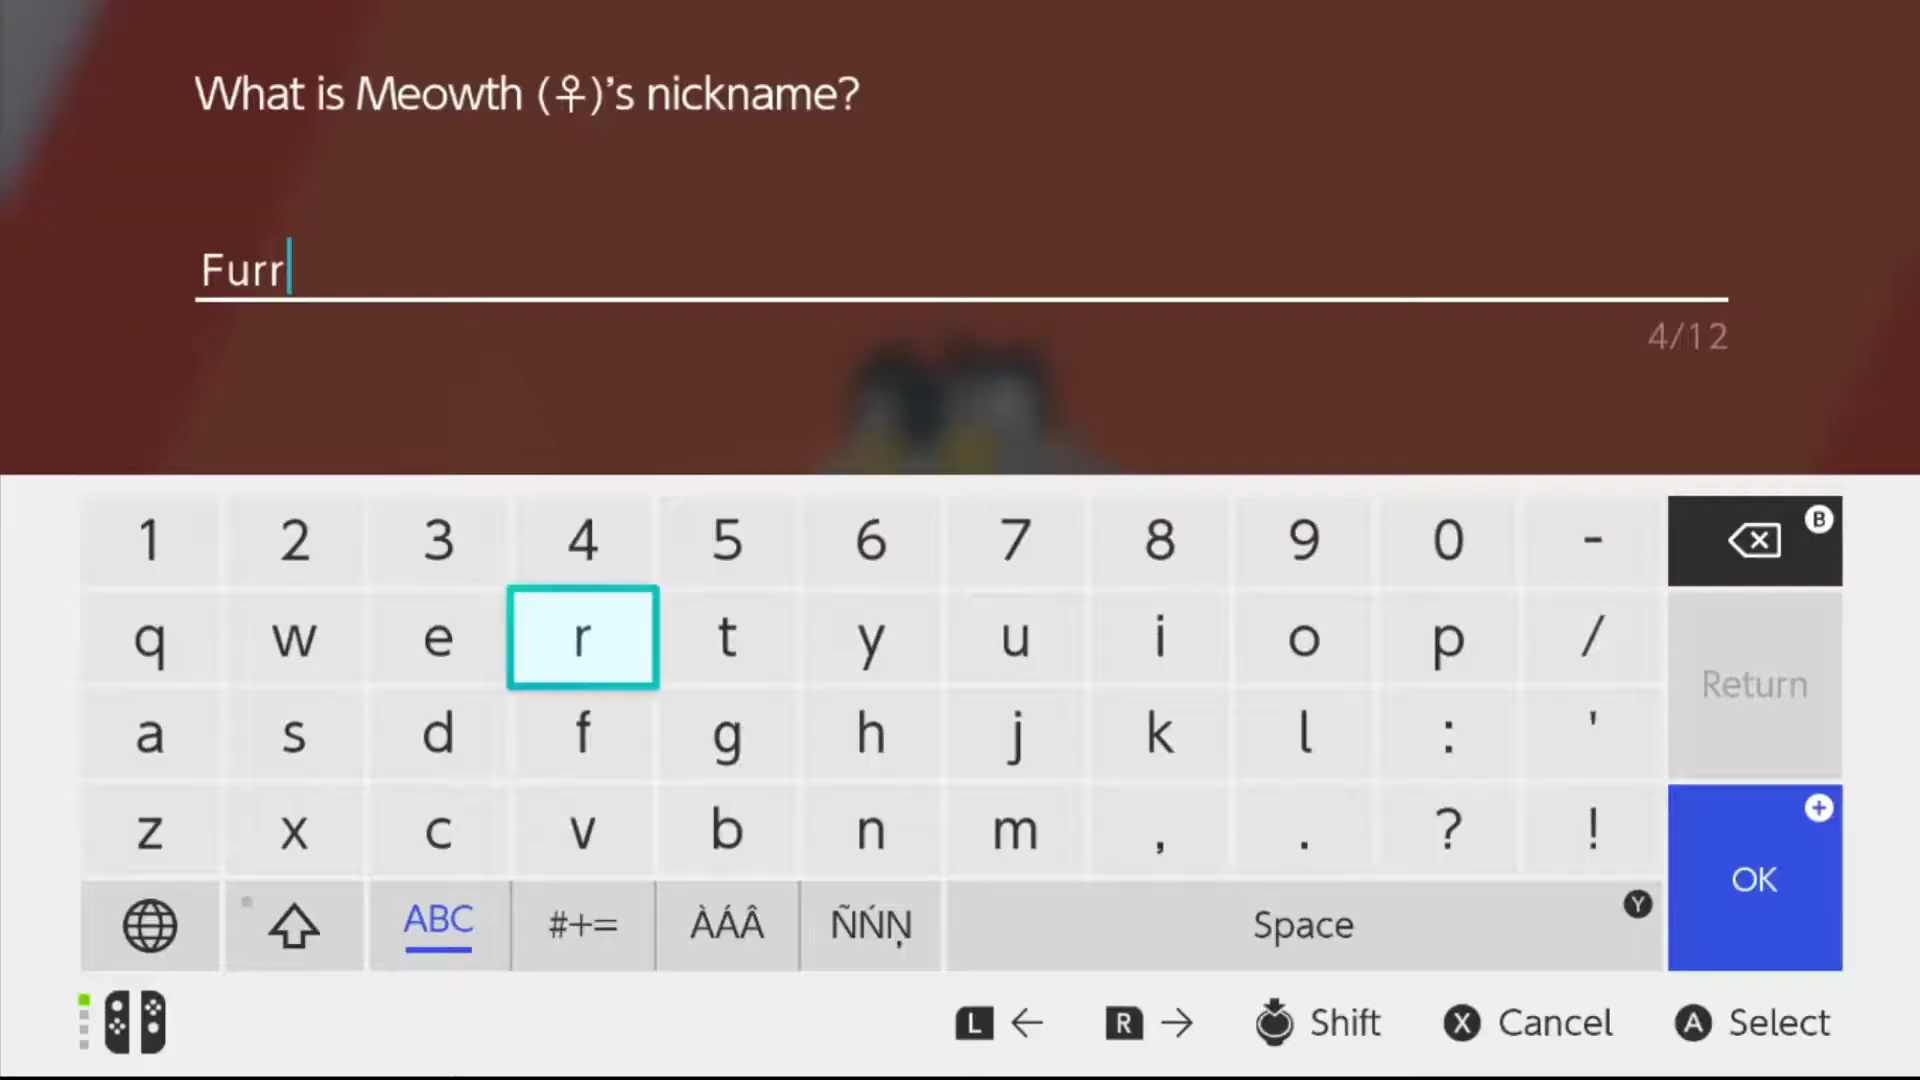 What is Meowth (♀)'s nickname?
Furr
4/12
1 2 3 4 5 6 7 8 9 0 - B
q w e r t y u i o p /
Return
a s d f g h j k l : '
z x c v b n m , . ? ! +
OK
ABC #+= ÀÁÂ ÑŃŅ Space Y
L ← R → Shift X Cancel A Select